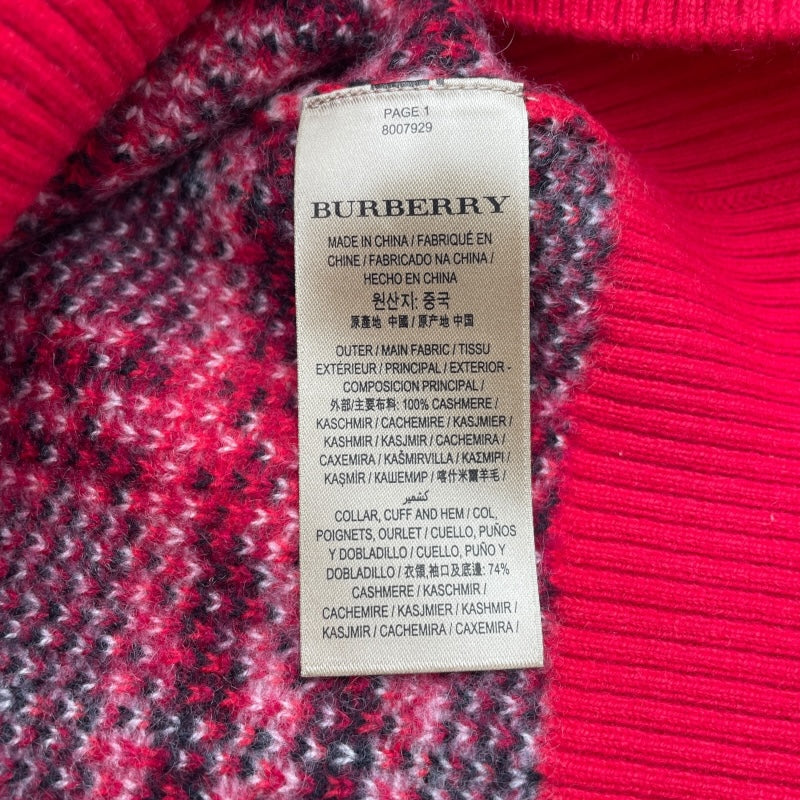 PAGE 1
8007929
BURBERRY
MADE IN CHINA / FABRIQUÉ EN
CHINE / FABRICADO NA CHINA /
HECHO EN CHINA
원산지: 중국
原產地 中國 / 原产地 中国
OUTER / MAIN FABRIC / TISSU
EXTÉRIEUR / PRINCIPAL / EXTERIOR -
COMPOSICIÓN PRINCIPAL /
外部/主要布料: 100% CASHMERE /
KASCHMIR / CACHEMIRE / KASJMIER /
KASHMIR / KASJMIR / CACHEMIRA /
CAXEMIRA / KAŠMIRVILLA / ΚΑΣΜΙΡΙ /
KAŞMİR / КАШЕМИР / 喀什米爾羊毛 /
كشمير
COLLAR, CUFF AND HEM / COL,
POIGNETS, OURLET / CUELLO, PUÑOS
Y DOBLADILLO / CUELLO, PUÑO Y
DOBLADILLO / 衣領,袖口及底邊: 74%
CASHMERE / KASCHMIR /
CACHEMIRE / KASJMIER / KASHMIR /
KASJMIR / CACHEMIRA / CAXEMIRA /